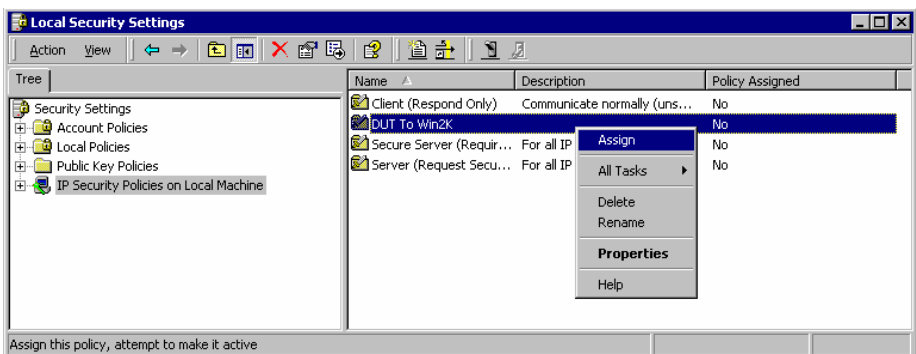 Local Security Settings
Action View
Tree
Name Description Policy Assigned
Security Settings
Account Policies
Local Policies
Public Key Policies
IP Security Policies on Local Machine
Client (Respond Only) Communicate normally (uns... No
DUT To Win2K No
Secure Server (Requir... For all IP No
Server (Request Secu... For all IP No
Assign
All Tasks
Delete
Rename
Properties
Help
Assign this policy, attempt to make it active